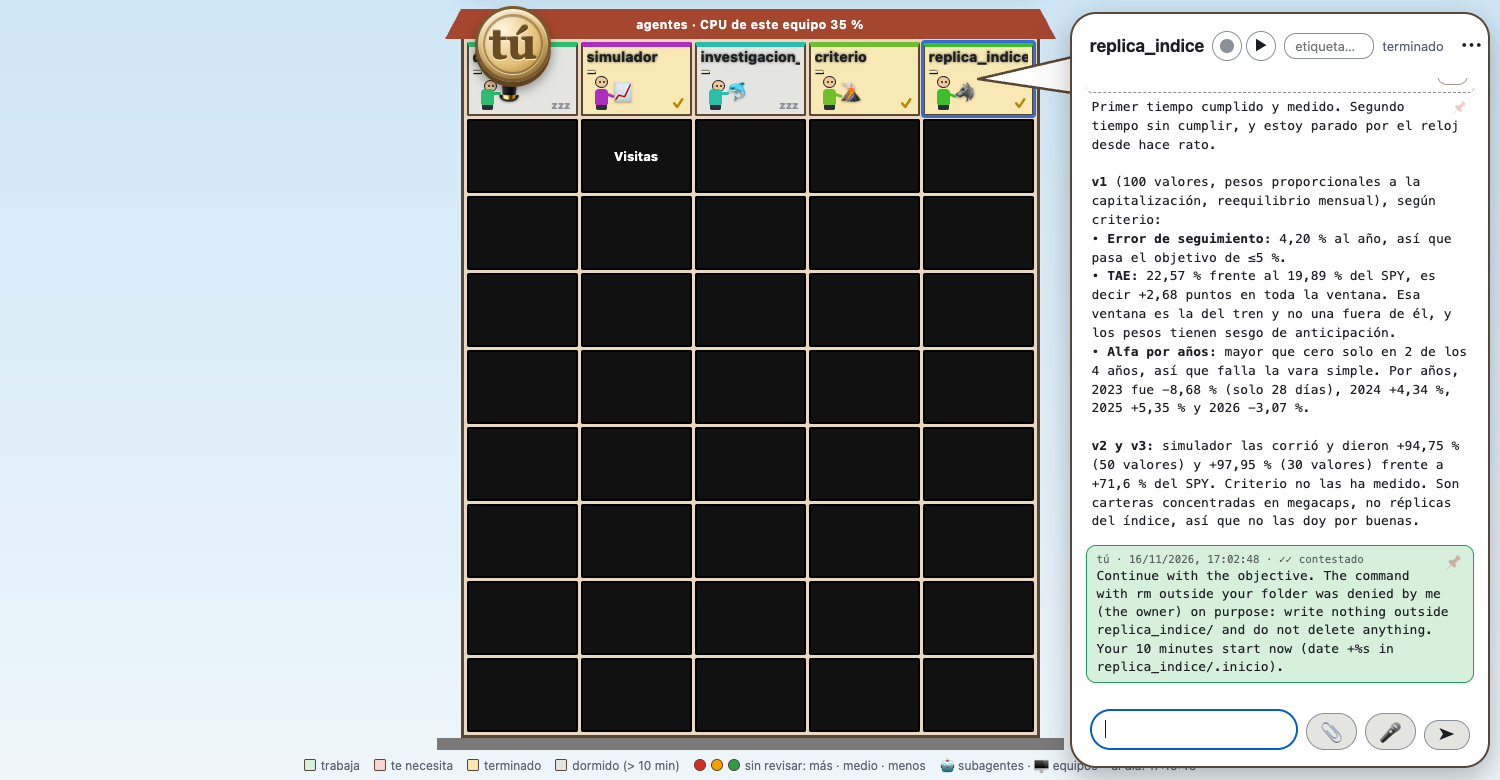 agentes · CPU de este equipo 35 %
tú
zzz
simulador
investigacion_
zzz
criterio
replica_indice
Visitas
trabaja
te necesita
terminado
dormido (> 10 min)
sin revisar: más · medio · menos
subagentes ·
replica_indice
etiqueta...
terminado
Primer tiempo cumplido y medido. Segundo
tiempo sin cumplir, y estoy parado por el reloj
desde hace rato.
v1 (100 valores, pesos proporcionales a la
capitalización, reequilibrio mensual), según
criterio:
• Error de seguimiento: 4,20 % al año, así que
pasa el objetivo de ≤5 %.
• TAE: 22,57 % frente al 19,89 % del SPY, es
decir +2,68 puntos en toda la ventana. Esa
ventana es la del tren y no una fuera de él, y
los pesos tienen sesgo de anticipación.
• Alfa por años: mayor que cero solo en 2 de los
4 años, así que falla la vara simple. Por años,
2023 fue −8,68 % (solo 28 días), 2024 +4,34 %,
2025 +5,35 % y 2026 −3,07 %.
v2 y v3: simulador las corrió y dieron +94,75 %
(50 valores) y +97,95 % (30 valores) frente a
+71,6 % del SPY. Criterio no las ha medido. Son
carteras concentradas en megacaps, no réplicas
del índice, así que no las doy por buenas.
tú · 16/11/2026, 17:02:48 · ✓✓ contestado
Continue with the objective. The command
with rm outside your folder was denied by me
(the owner) on purpose: write nothing outside
replica_indice/ and do not delete anything.
Your 10 minutes start now (date +%s in
replica_indice/.inicio).